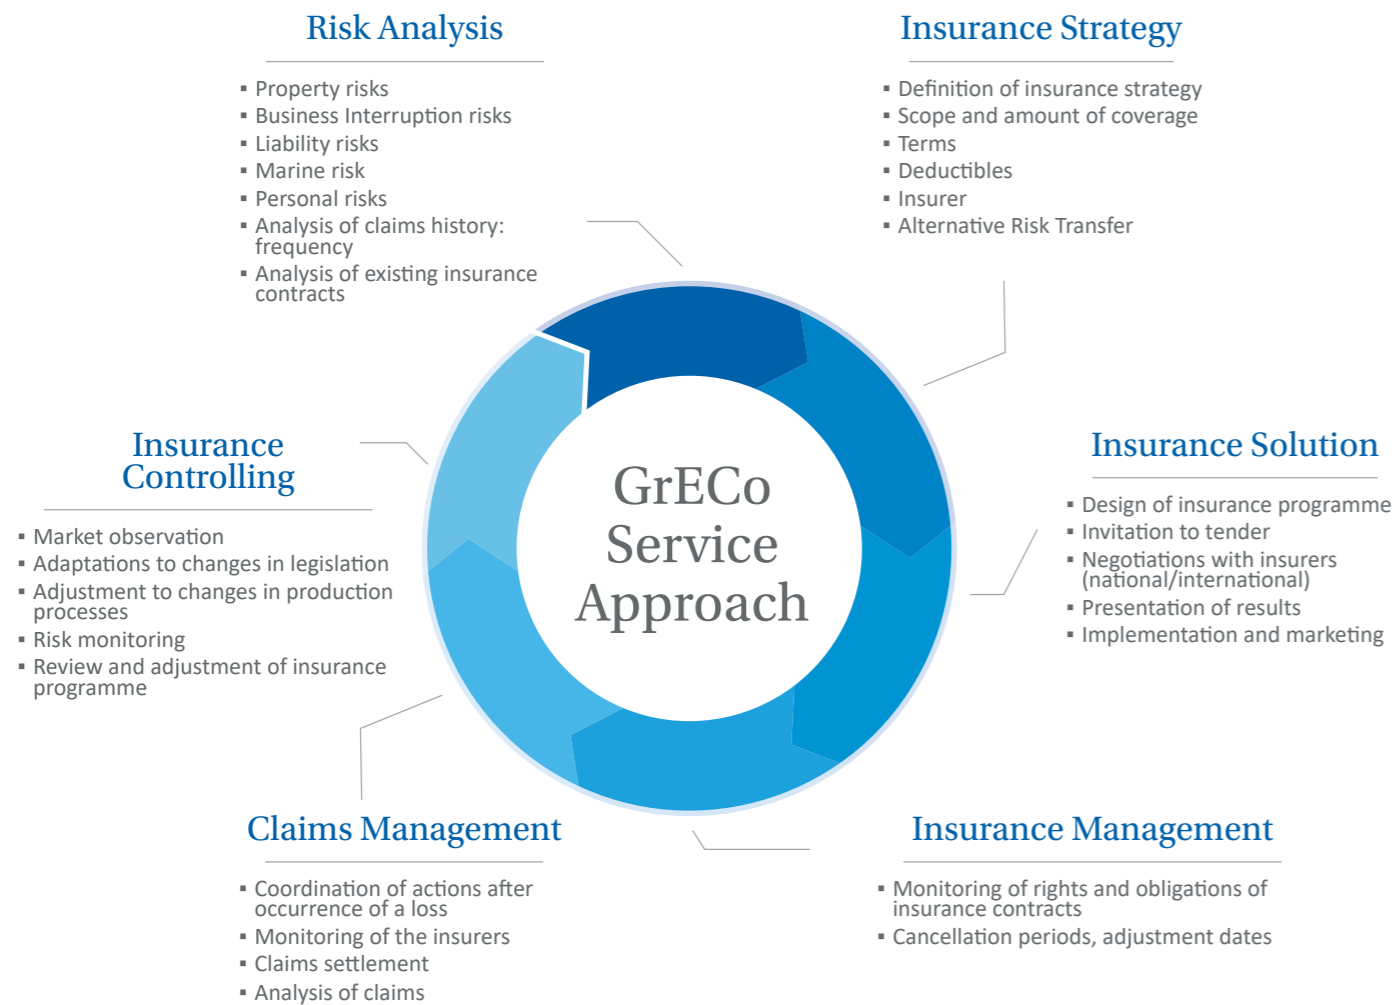 Risk Analysis
▪ Property risks
▪ Business Interruption risks
▪ Liability risks
▪ Marine risk
▪ Personal risks
▪ Analysis of claims history:
frequency
▪ Analysis of existing insurance
contracts
Insurance Strategy
▪ Definition of insurance strategy
▪ Scope and amount of coverage
▪ Terms
▪ Deductibles
▪ Insurer
▪ Alternative Risk Transfer
Insurance Solution
▪ Design of insurance programme
▪ Invitation to tender
▪ Negotiations with insurers
(national/international)
▪ Presentation of results
▪ Implementation and marketing
Insurance Management
▪ Monitoring of rights and obligations of
insurance contracts
▪ Cancellation periods, adjustment dates
Claims Management
▪ Coordination of actions after
occurrence of a loss
▪ Monitoring of the insurers
▪ Claims settlement
▪ Analysis of claims
Insurance
Controlling
▪ Market observation
▪ Adaptations to changes in legislation
▪ Adjustment to changes in production
processes
▪ Risk monitoring
▪ Review and adjustment of insurance
programme
GrECo
Service
Approach